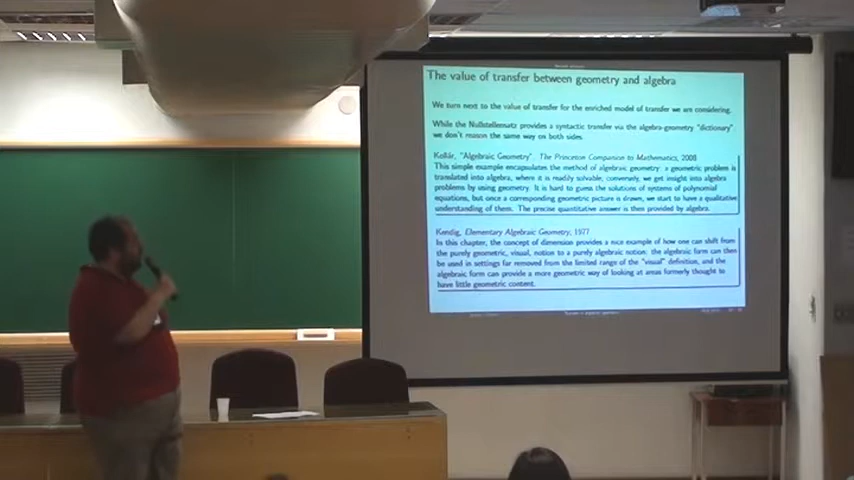 The value of transfer between geometry and algebra
We turn next to the value of transfer for the enriched model of transfer we are considering.
While the Nullstellensatz provides a syntactic transfer via the algebra-geometry "dictionary"
we don't reason the same way on both sides.
Kollár, "Algebraic Geometry", The Princeton Companion to Mathematics, 2008
This simple example encapsulates the method of algebraic geometry: a geometric problem is
translated into algebra, where it is readily solvable; conversely, we get insight into algebra
problems by using geometry. It is hard to guess the solutions of systems of polynomial
equations, but once a corresponding geometric picture is drawn, we start to have a qualitative
understanding of them. The precise quantitative answer is then provided by algebra.
Kendig, Elementary Algebraic Geometry, 1977
In this chapter, the concept of dimension provides a nice example of how one can shift from
the purely geometric, visual, notion to a purely algebraic notion: the algebraic form can then
be used in settings far removed from the limited range of the "visual" definition, and the
algebraic form can provide a more geometric way of looking at areas formerly thought to
have little geometric content.